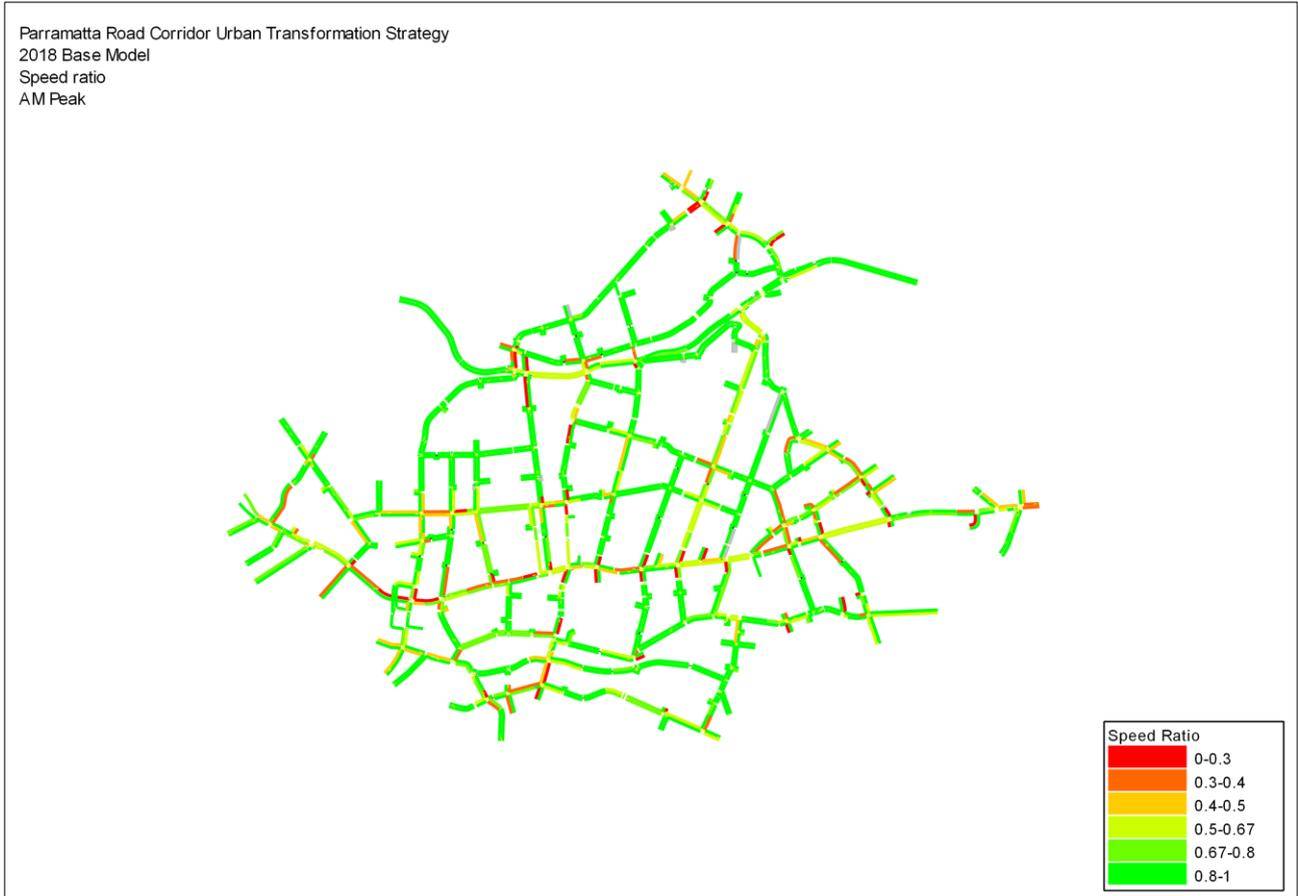 Parramatta Road Corridor Urban Transformation Strategy
2018 Base Model
Speed ratio
AM Peak
Speed Ratio
0-0.3
0.3-0.4
0.4-0.5
0.5-0.67
0.67-0.8
0.8-1